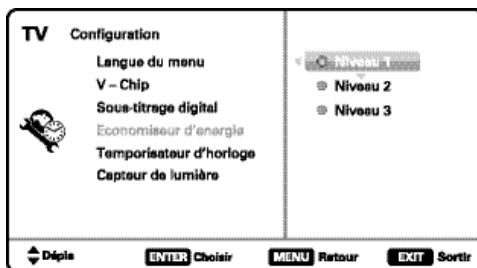 TV Configuration
Langue du menu
V – Chip
Sous-titrage digital
Economiseur d'energie
Temporisateur d'horloge
Capteur de lumière
Niveau 1
Niveau 2
Niveau 3
Dépla ENTER Choisir MENU Retour EXIT Sortir